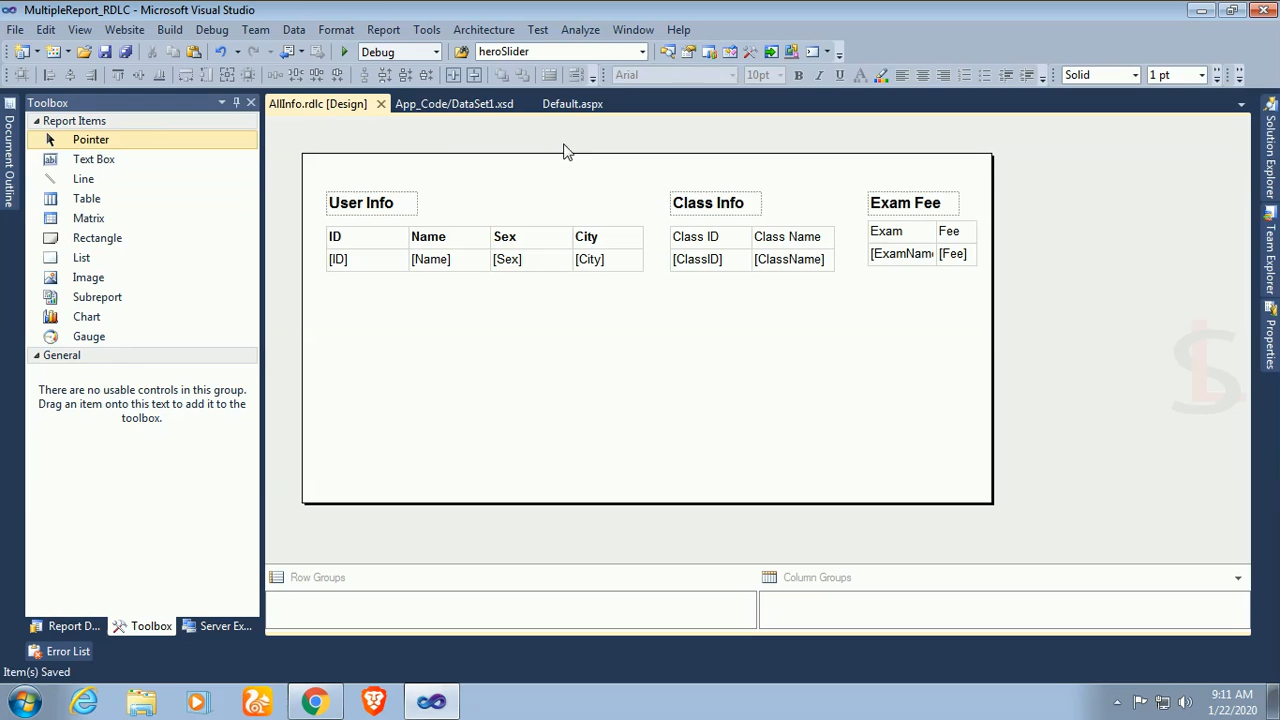 MultipleReport_RDLC - Microsoft Visual Studio
File Edit View Website Build Debug Team Data Format Report Tools Architecture Test Analyze Window Help
Debug heroSlider
Arial 10pt B I U A Solid 1 pt
Toolbox
AllInfo.rdlc [Design] App_Code/DataSet1.xsd Default.aspx
Document Outline
Report Items
Pointer
Text Box
Line
Table
Matrix
Rectangle
List
Image
Subreport
Chart
Gauge
General
There are no usable controls in this group.
Drag an item onto this text to add it to the
toolbox.
User Info
ID Name Sex City
[ID] [Name] [Sex] [City]
Class Info
Class ID Class Name
[ClassID] [ClassName]
Exam Fee
Exam Fee
[ExamName [Fee]
Solution Explorer
Team Explorer
Properties
LS
Row Groups Column Groups
Report D... Toolbox Server Ex...
Error List
Item(s) Saved
9:11 AM
1/22/2020